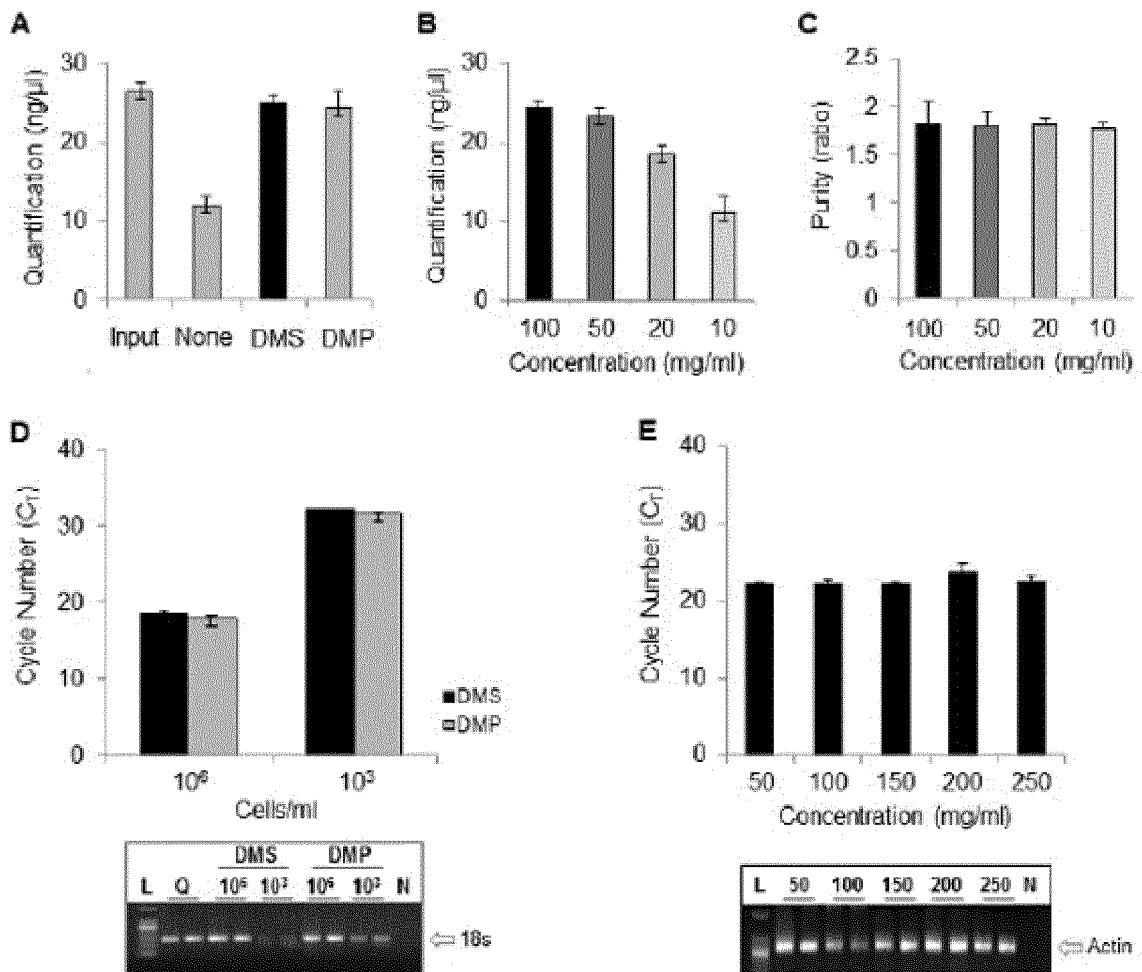 A
Quantification (ng/µl)
30
20
10
0
Input None DMS DMP
B
Quantification (ng/µl)
30
20
10
0
100 50 20 10
Concentration (mg/ml)
C
Purity (ratio)
2.5
2
1.5
1
0.5
0
100 50 20 10
Concentration (mg/ml)
D
Cycle Number (CT)
40
30
20
10
0
10⁶ 10³
Cells/ml
DMS
DMP
DMS DMP
L Q 10⁶ 10³ 10⁶ 10³ N
18s
E
Cycle Number (CT)
40
30
20
10
0
50 100 150 200 250
Concentration (mg/ml)
L 50 100 150 200 250 N
Actin